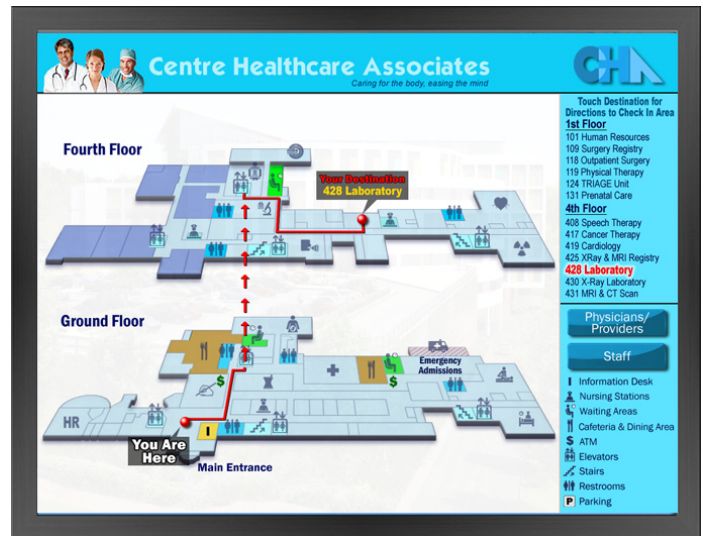 Centre Healthcare Associates
Caring for the body, easing the mind
CHA
Touch Destination for
Directions to Check In Area
1st Floor
101 Human Resources
109 Surgery Registry
118 Outpatient Surgery
119 Physical Therapy
124 TRIAGE Unit
131 Prenatal Care
4th Floor
408 Speech Therapy
417 Cancer Therapy
419 Cardiology
425 XRay & MRI Registry
428 Laboratory
430 X-Ray Laboratory
431 MRI & CT Scan
Physicians/
Providers
Staff
I Information Desk
Nursing Stations
Waiting Areas
Cafeteria & Dining Area
$ ATM
Elevators
Stairs
Restrooms
P Parking
Fourth Floor
Your Destination
428 Laboratory
Ground Floor
Emergency
Admissions
$
$
HR
You Are
Here
I
Main Entrance